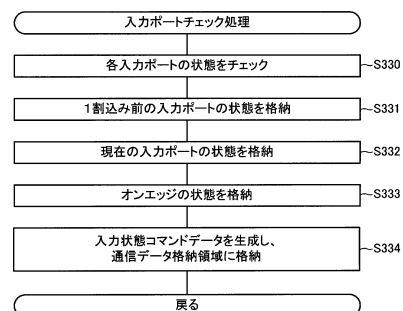 入力ポートチェック処理
各入力ポートの状態をチェック
S330
1割込み前の入力ポートの状態を格納
S331
現在の入力ポートの状態を格納
S332
オンエッジの状態を格納
S333
入力状態コマンドデータを生成し、
通信データ格納領域に格納
S334
戻る